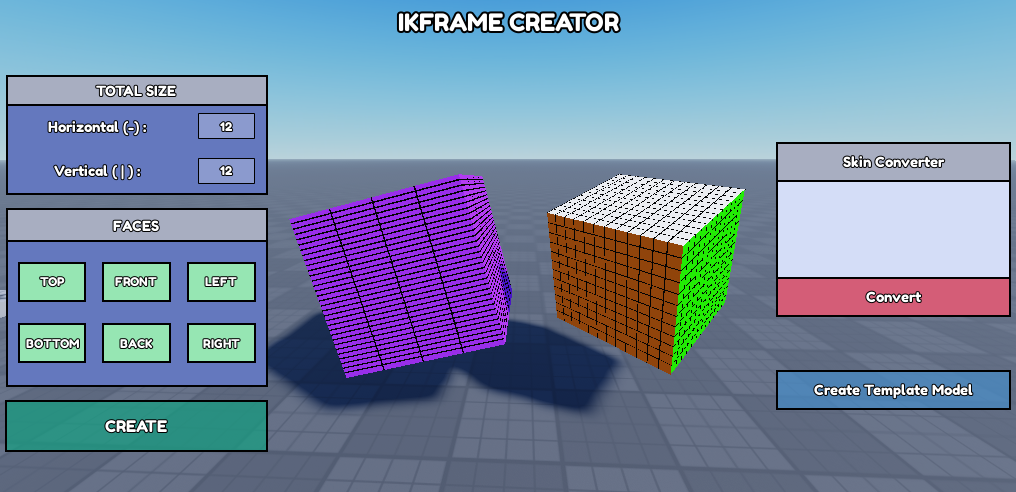 IKFRAME CREATOR
TOTAL SIZE
Horizontal (-) : 12
Vertical ( | ) : 12
FACES
TOP FRONT LEFT
BOTTOM BACK RIGHT
CREATE
Skin Converter
Convert
Create Template Model